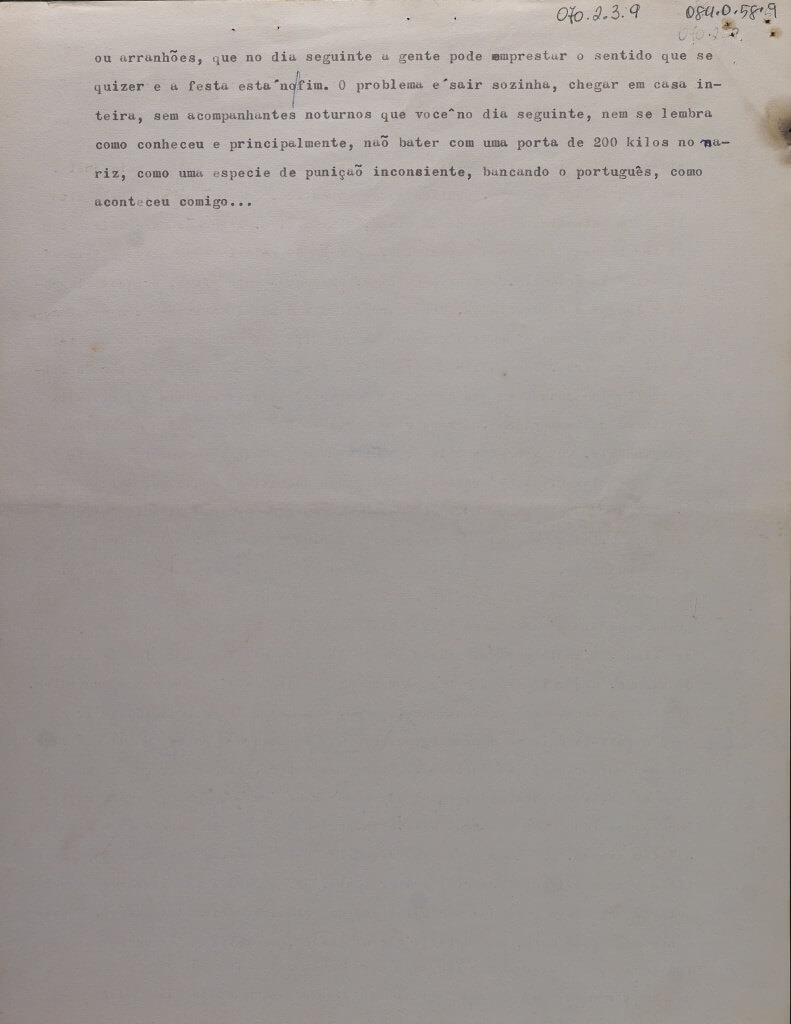 070.2.3.9 084.0.58.9
ou arranhões, que no dia seguinte a gente pode emprestar o sentido que se
quizer e a festa está no fim. O problema e´sair sozinha, chegar em casa in-
teira, sem acompanhantes noturnos que voce^no dia seguinte, nem se lembra
como conheceu e principalmente, não bater com uma porta de 200 kilos no na-
riz, como uma especie de punição inconsiente, bancando o português, como
aconteceu comigo...